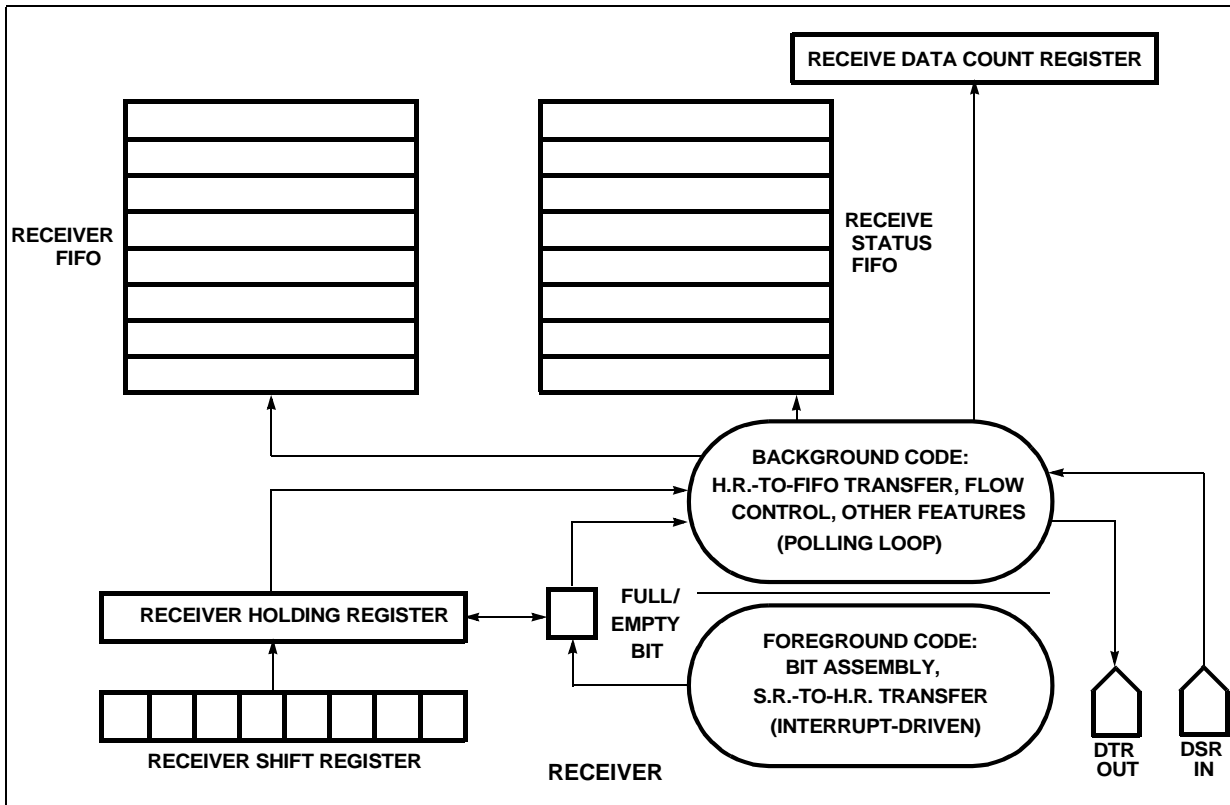 RECEIVE DATA COUNT REGISTER
RECEIVER
FIFO
RECEIVE
STATUS
FIFO
BACKGROUND CODE:
H.R.-TO-FIFO TRANSFER, FLOW
CONTROL, OTHER FEATURES
(POLLING LOOP)
RECEIVER HOLDING REGISTER
FULL/
EMPTY
BIT
FOREGROUND CODE:
BIT ASSEMBLY,
S.R.-TO-H.R. TRANSFER
(INTERRUPT-DRIVEN)
RECEIVER SHIFT REGISTER
DTR
OUT
DSR
IN
RECEIVER